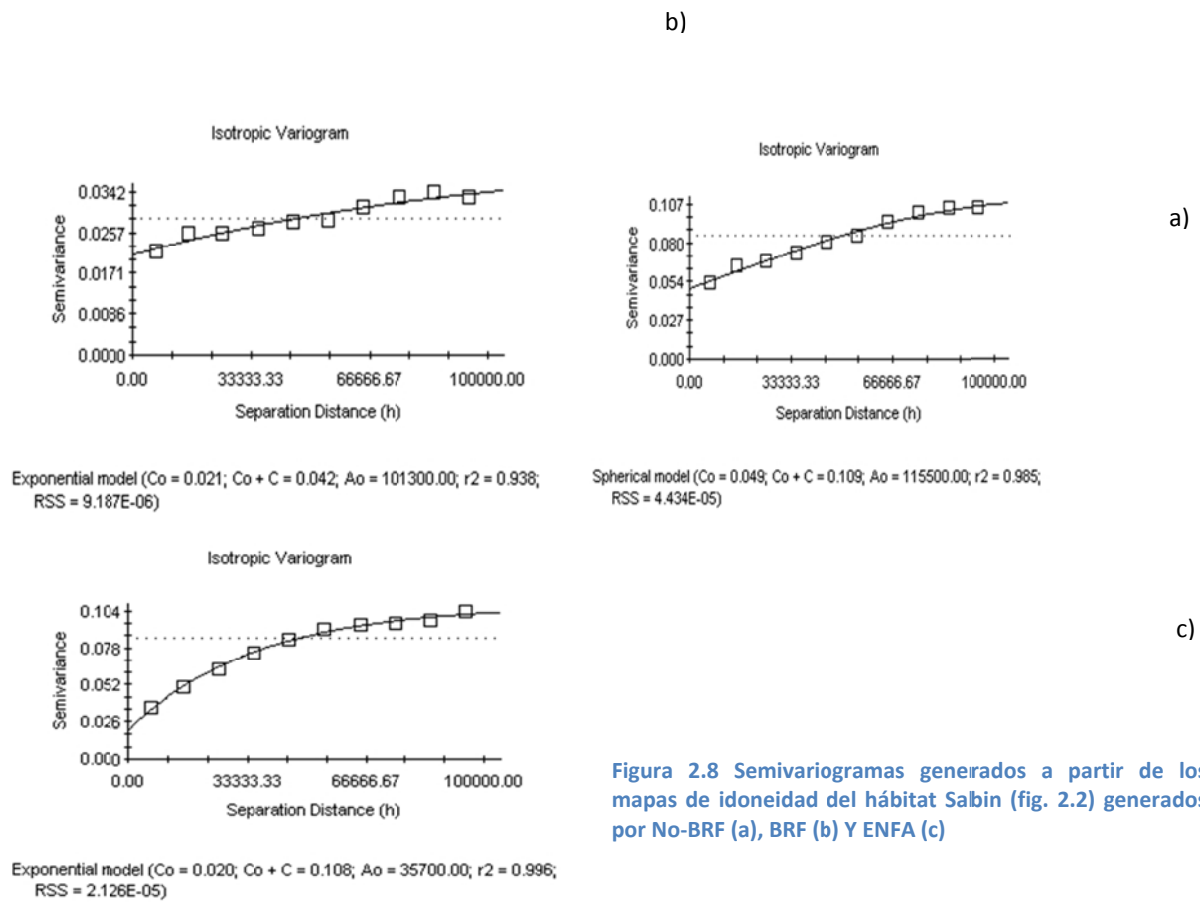 b)
Isotropic Variogram
0.0342
0.0257
0.0171
0.0086
0.0000
Semivariance
0.00
33333.33
66666.67
100000.00
Separation Distance (h)
Exponential model (Co = 0.021; Co + C = 0.042; Ao = 101300.00; r2 = 0.938;
RSS = 9.187E-06)
Isotropic Variogram
0.107
0.080
0.054
0.027
0.000
Semivariance
0.00
33333.33
66666.67
100000.00
Separation Distance (h)
a)
Spherical model (Co = 0.049; Co + C = 0.109; Ao = 115500.00; r2 = 0.985;
RSS = 4.434E-05)
Isotropic Variogram
0.104
0.078
0.052
0.026
0.000
Semivariance
0.00
33333.33
66666.67
100000.00
Separation Distance (h)
c)
Exponential model (Co = 0.020; Co + C = 0.108; Ao = 35700.00; r2 = 0.996;
RSS = 2.126E-05)
Figura 2.8 Semivariogramas generados a partir de los
mapas de idoneidad del hábitat Salbin (fig. 2.2) generados
por No-BRF (a), BRF (b) Y ENFA (c)